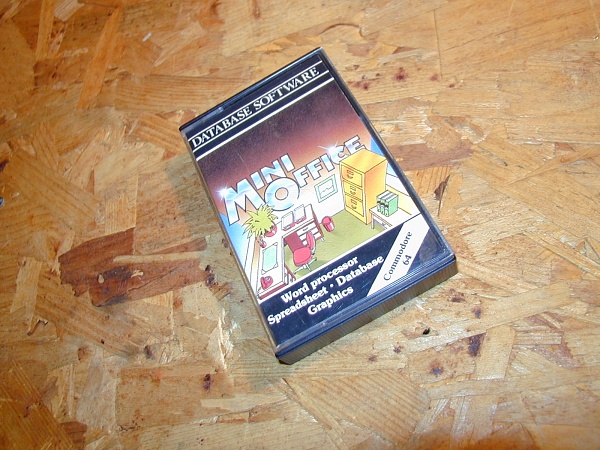 DATABASE SOFTWARE
MINI
OFFICE
Word processor
Spreadsheet · Database
Graphics
Commodore
64